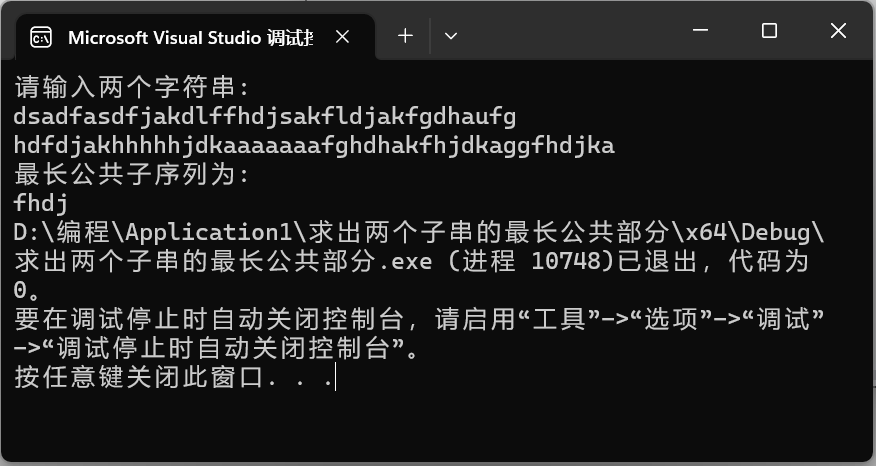 Microsoft Visual Studio 调试控
请输入两个字符串:
dsadfasdfjakdlffhdjsakfldjakfgdhaufg
hdfdjakhhhhhjdkaaaaaaafghdhakfhjdkaggfhdjka
最长公共子序列为:
fhdj
D:\编程\Application1\求出两个子串的最长公共部分\x64\Debug\
求出两个子串的最长公共部分.exe (进程 10748)已退出，代码为
0。
要在调试停止时自动关闭控制台，请启用“工具”->“选项”->“调试”
->“调试停止时自动关闭控制台”。
按任意键关闭此窗口. . .